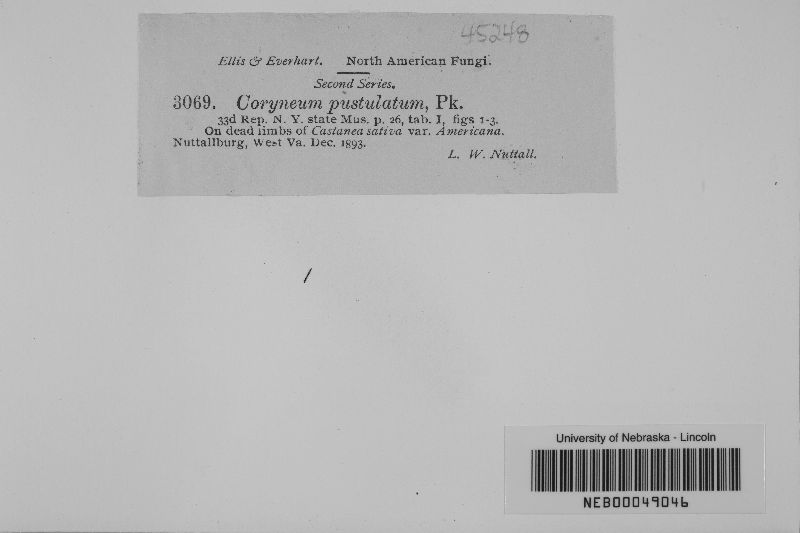 45248
Ellis & Everhart. North American Fungi.
Second Series.
3069. Coryneum pustulatum, Pk.
33d Rep. N. Y. state Mus. p. 26, tab. I, figs 1-3.
On dead limbs of Castanea sativa var. Americana.
Nuttallburg, West Va. Dec. 1893.
L. W. Nuttall.
University of Nebraska - Lincoln
NEB00049046